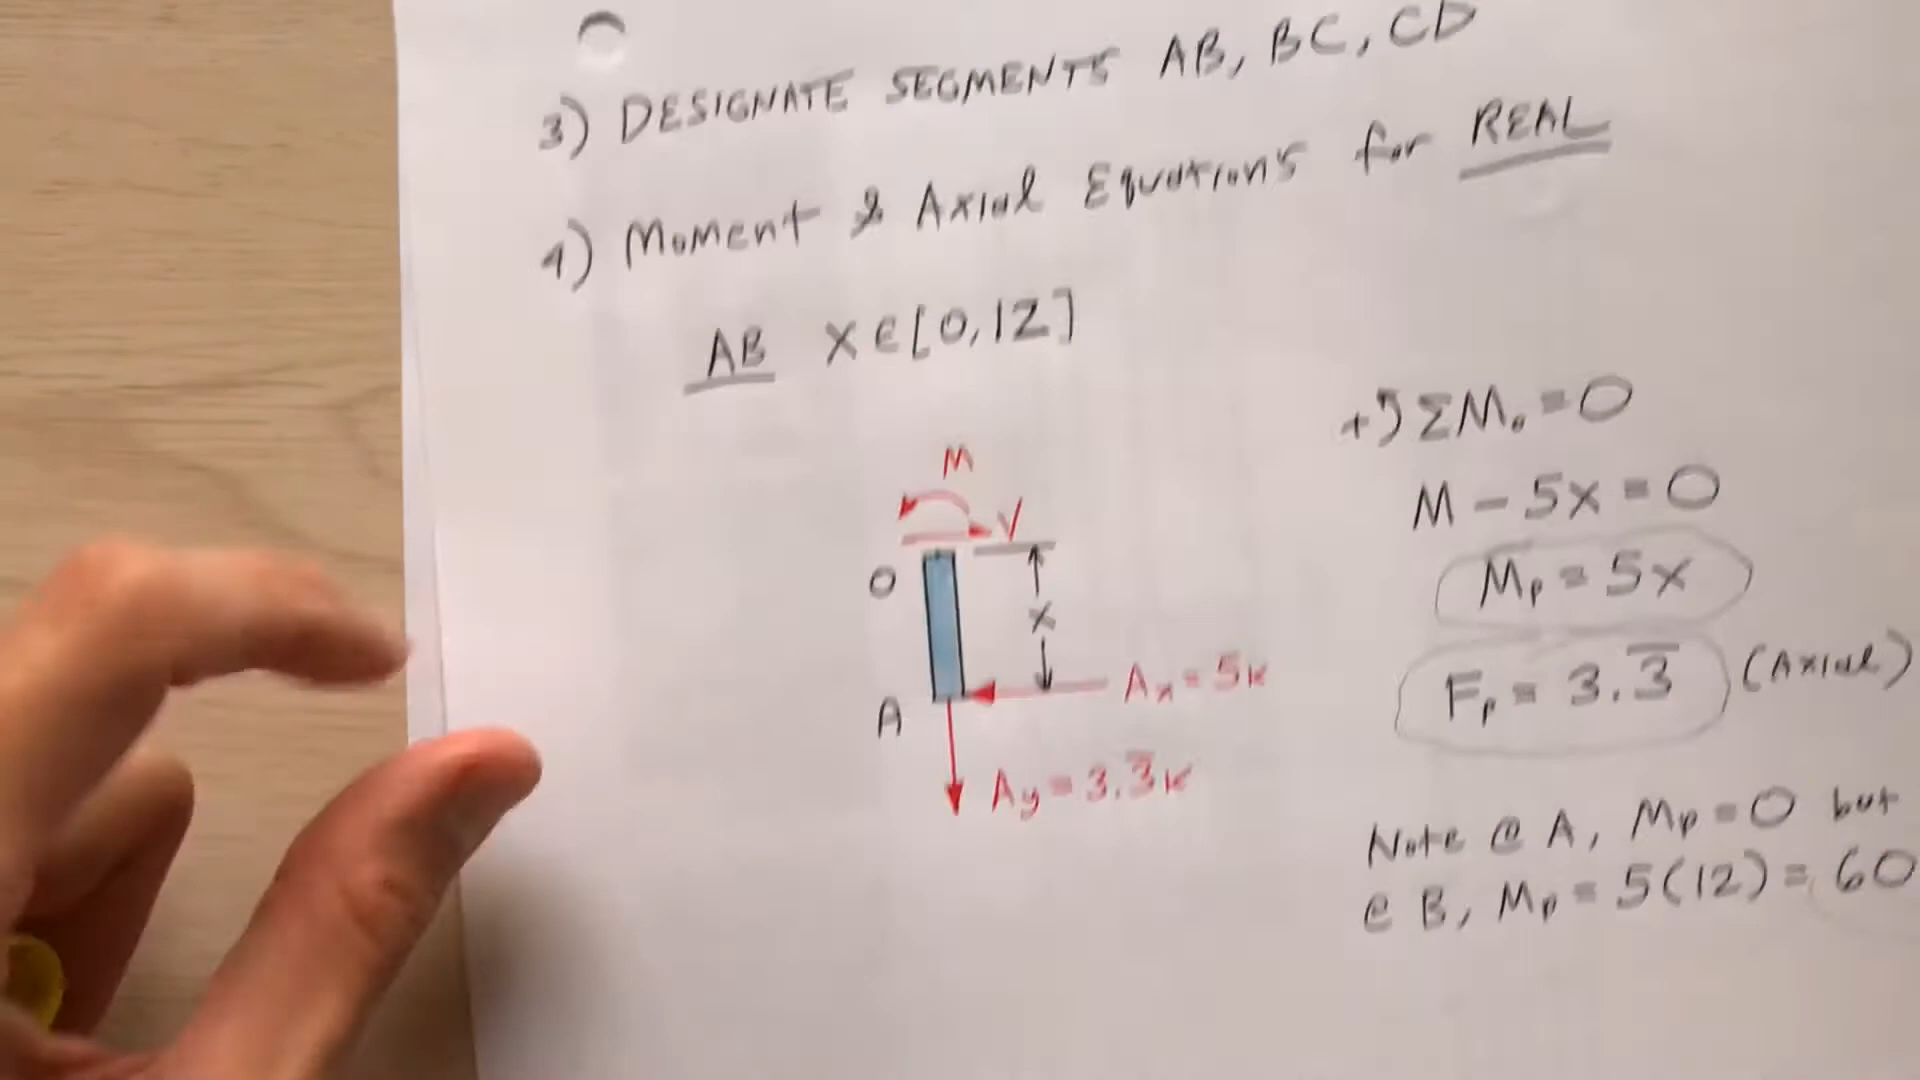 3) DESIGNATE SEGMENTS AB, BC, CD
4) Moment & Axial Equations for REAL
AB X∈[0,12]
+↺ΣMo=0
M
V
M-5x=0
O
Mp=5x
x
Ax=5k
Fp=3.3̅ (Axial)
A
Ay=3.3̅k
Note @ A, Mp=0 but
@ B, Mp=5(12)=60